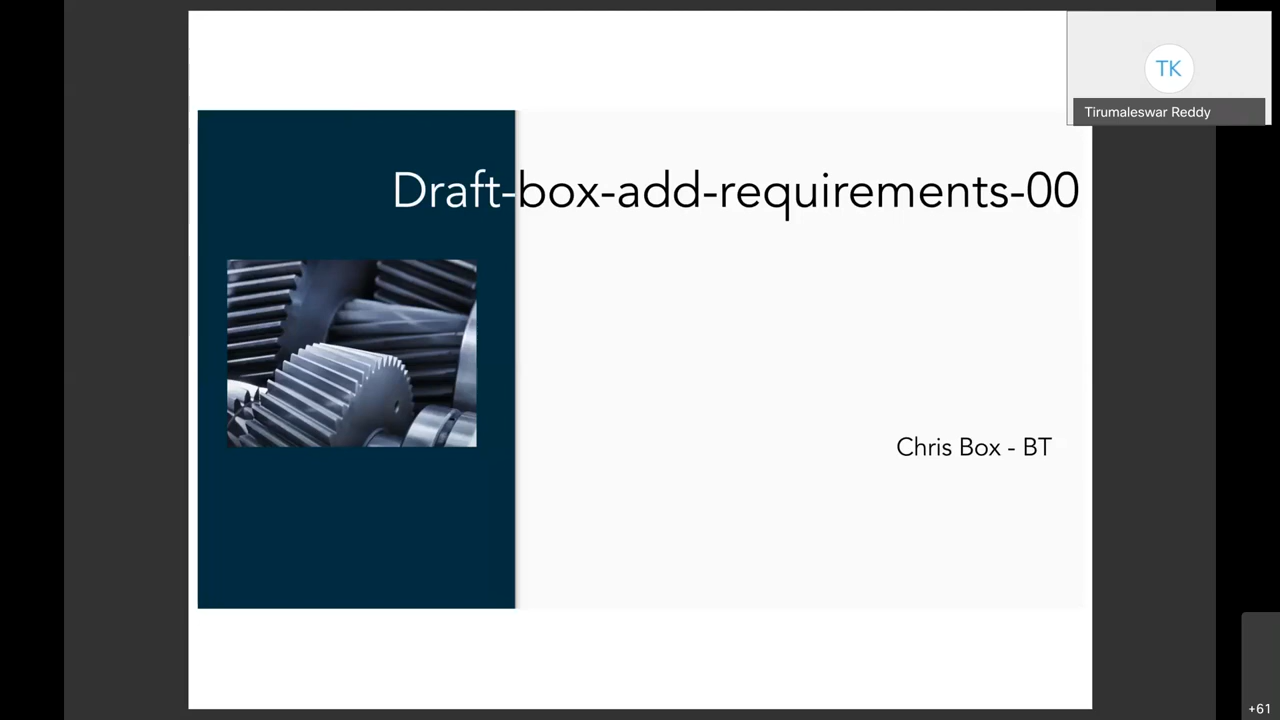 TK
Tirumaleswar Reddy
Draft-box-add-requirements-00
Chris Box - BT
+61